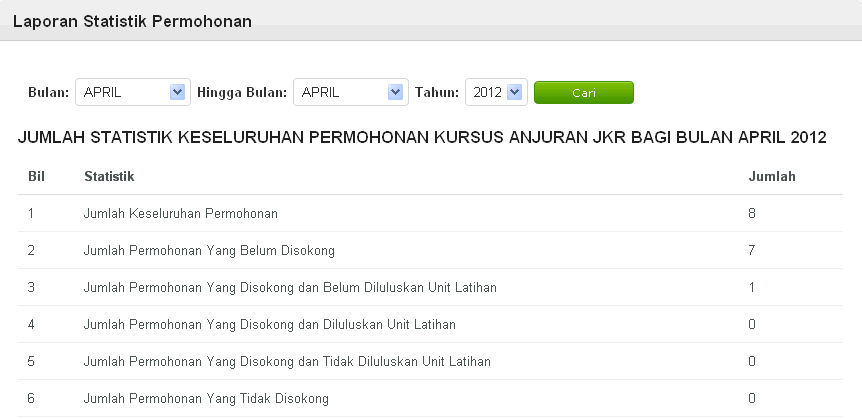 Laporan Statistik Permohonan
Bulan: APRIL Hingga Bulan: APRIL Tahun: 2012 Cari
JUMLAH STATISTIK KESELURUHAN PERMOHONAN KURSUS ANJURAN JKR BAGI BULAN APRIL 2012
Bil Statistik Jumlah
1 Jumlah Keseluruhan Permohonan 8
2 Jumlah Permohonan Yang Belum Disokong 7
3 Jumlah Permohonan Yang Disokong dan Belum Diluluskan Unit Latihan 1
4 Jumlah Permohonan Yang Disokong dan Diluluskan Unit Latihan 0
5 Jumlah Permohonan Yang Disokong dan Tidak Diluluskan Unit Latihan 0
6 Jumlah Permohonan Yang Tidak Disokong 0